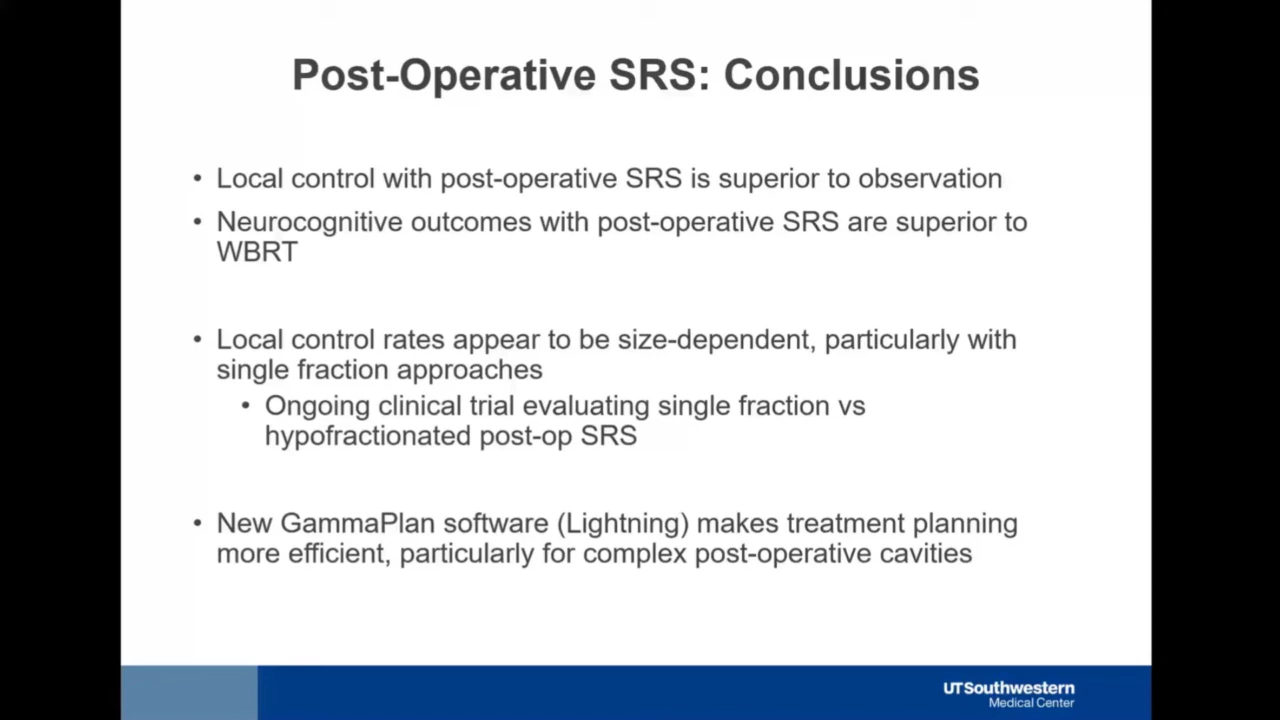 Post-Operative SRS: Conclusions
• Local control with post-operative SRS is superior to observation
• Neurocognitive outcomes with post-operative SRS are superior to
WBRT
• Local control rates appear to be size-dependent, particularly with
single fraction approaches
• Ongoing clinical trial evaluating single fraction vs
hypofractionated post-op SRS
• New GammaPlan software (Lightning) makes treatment planning
more efficient, particularly for complex post-operative cavities
UTSouthwestern
Medical Center